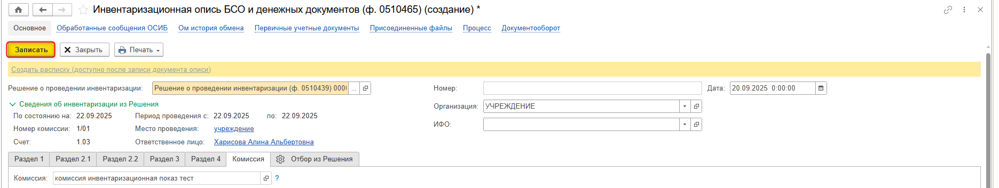 Инвентаризационная опись БСО и денежных документов (ф. 0510465) (создание) *
Основное Обработанные сообщения ОСИБ Ом история обмена Первичные учетные документы Присоединенные файлы Процесс Документооборот
Записать Закрыть Печать
Создать расписку (доступно после записи документа описи)
Решение о проведении инвентаризации: Решение о проведении инвентаризации (ф. 0510439) 000 ... Номер: Дата: 20.09.2025 0:00:00
Сведения об инвентаризации из Решения Организация: УЧРЕЖДЕНИЕ
По состоянию на: 22.09.2025 Период проведения с: 22.09.2025 по: 22.09.2025
ИФО:
Номер комиссии: 1/01 Место проведения: учреждение
Счет: 1.03 Ответственное лицо: Харисова Алина Альбертовна
Раздел 1 Раздел 2.1 Раздел 2.2 Раздел 3 Раздел 4 Комиссия Отбор из Решения
Комиссия: комиссия инвентаризационная показ тест ?